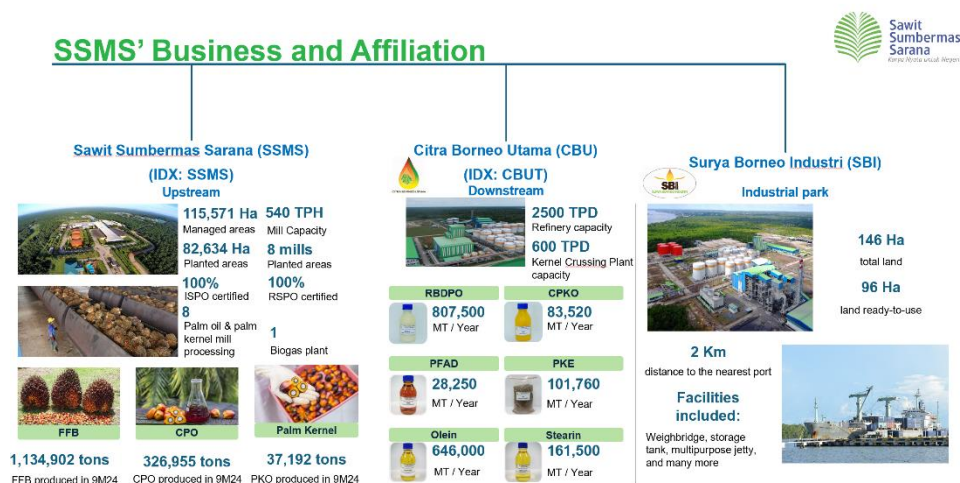 SSMS' Business and Affiliation
Sawit
Sumbermas
Sarana
Sawit Sumbermas Sarana (SSMS)
(IDX: SSMS)
Upstream
115,571 Ha
Managed areas
540 TPH
Mill Capacity
82,634 Ha
Planted areas
8 mills
Planted areas
100%
ISPO certified
100%
RSPO certified
8
Palm oil & palm
kernel mill
processing
1
Biogas plant
FFB
CPO
Palm Kernel
1,134,902 tons
FFB produced in 9M24
326,955 tons
CPO produced in 9M24
37,192 tons
PKO produced in 9M24
Citra Borneo Utama (CBU)
(IDX: CBUT)
Downstream
2500 TPD
Refinery capacity
600 TPD
Kernel Crussing Plant
capacity
RBDPO
807,500
MT / Year
CPKO
83,520
MT / Year
PFAD
28,250
MT / Year
PKE
101,760
MT / Year
Olein
646,000
MT / Year
Stearin
161,500
MT / Year
Surya Borneo Industri (SBI)
SBI
Industrial park
146 Ha
total land
96 Ha
land ready-to-use
2 Km
distance to the nearest port
Facilities
included:
Weighbridge, storage
tank, multipurpose jetty,
and many more